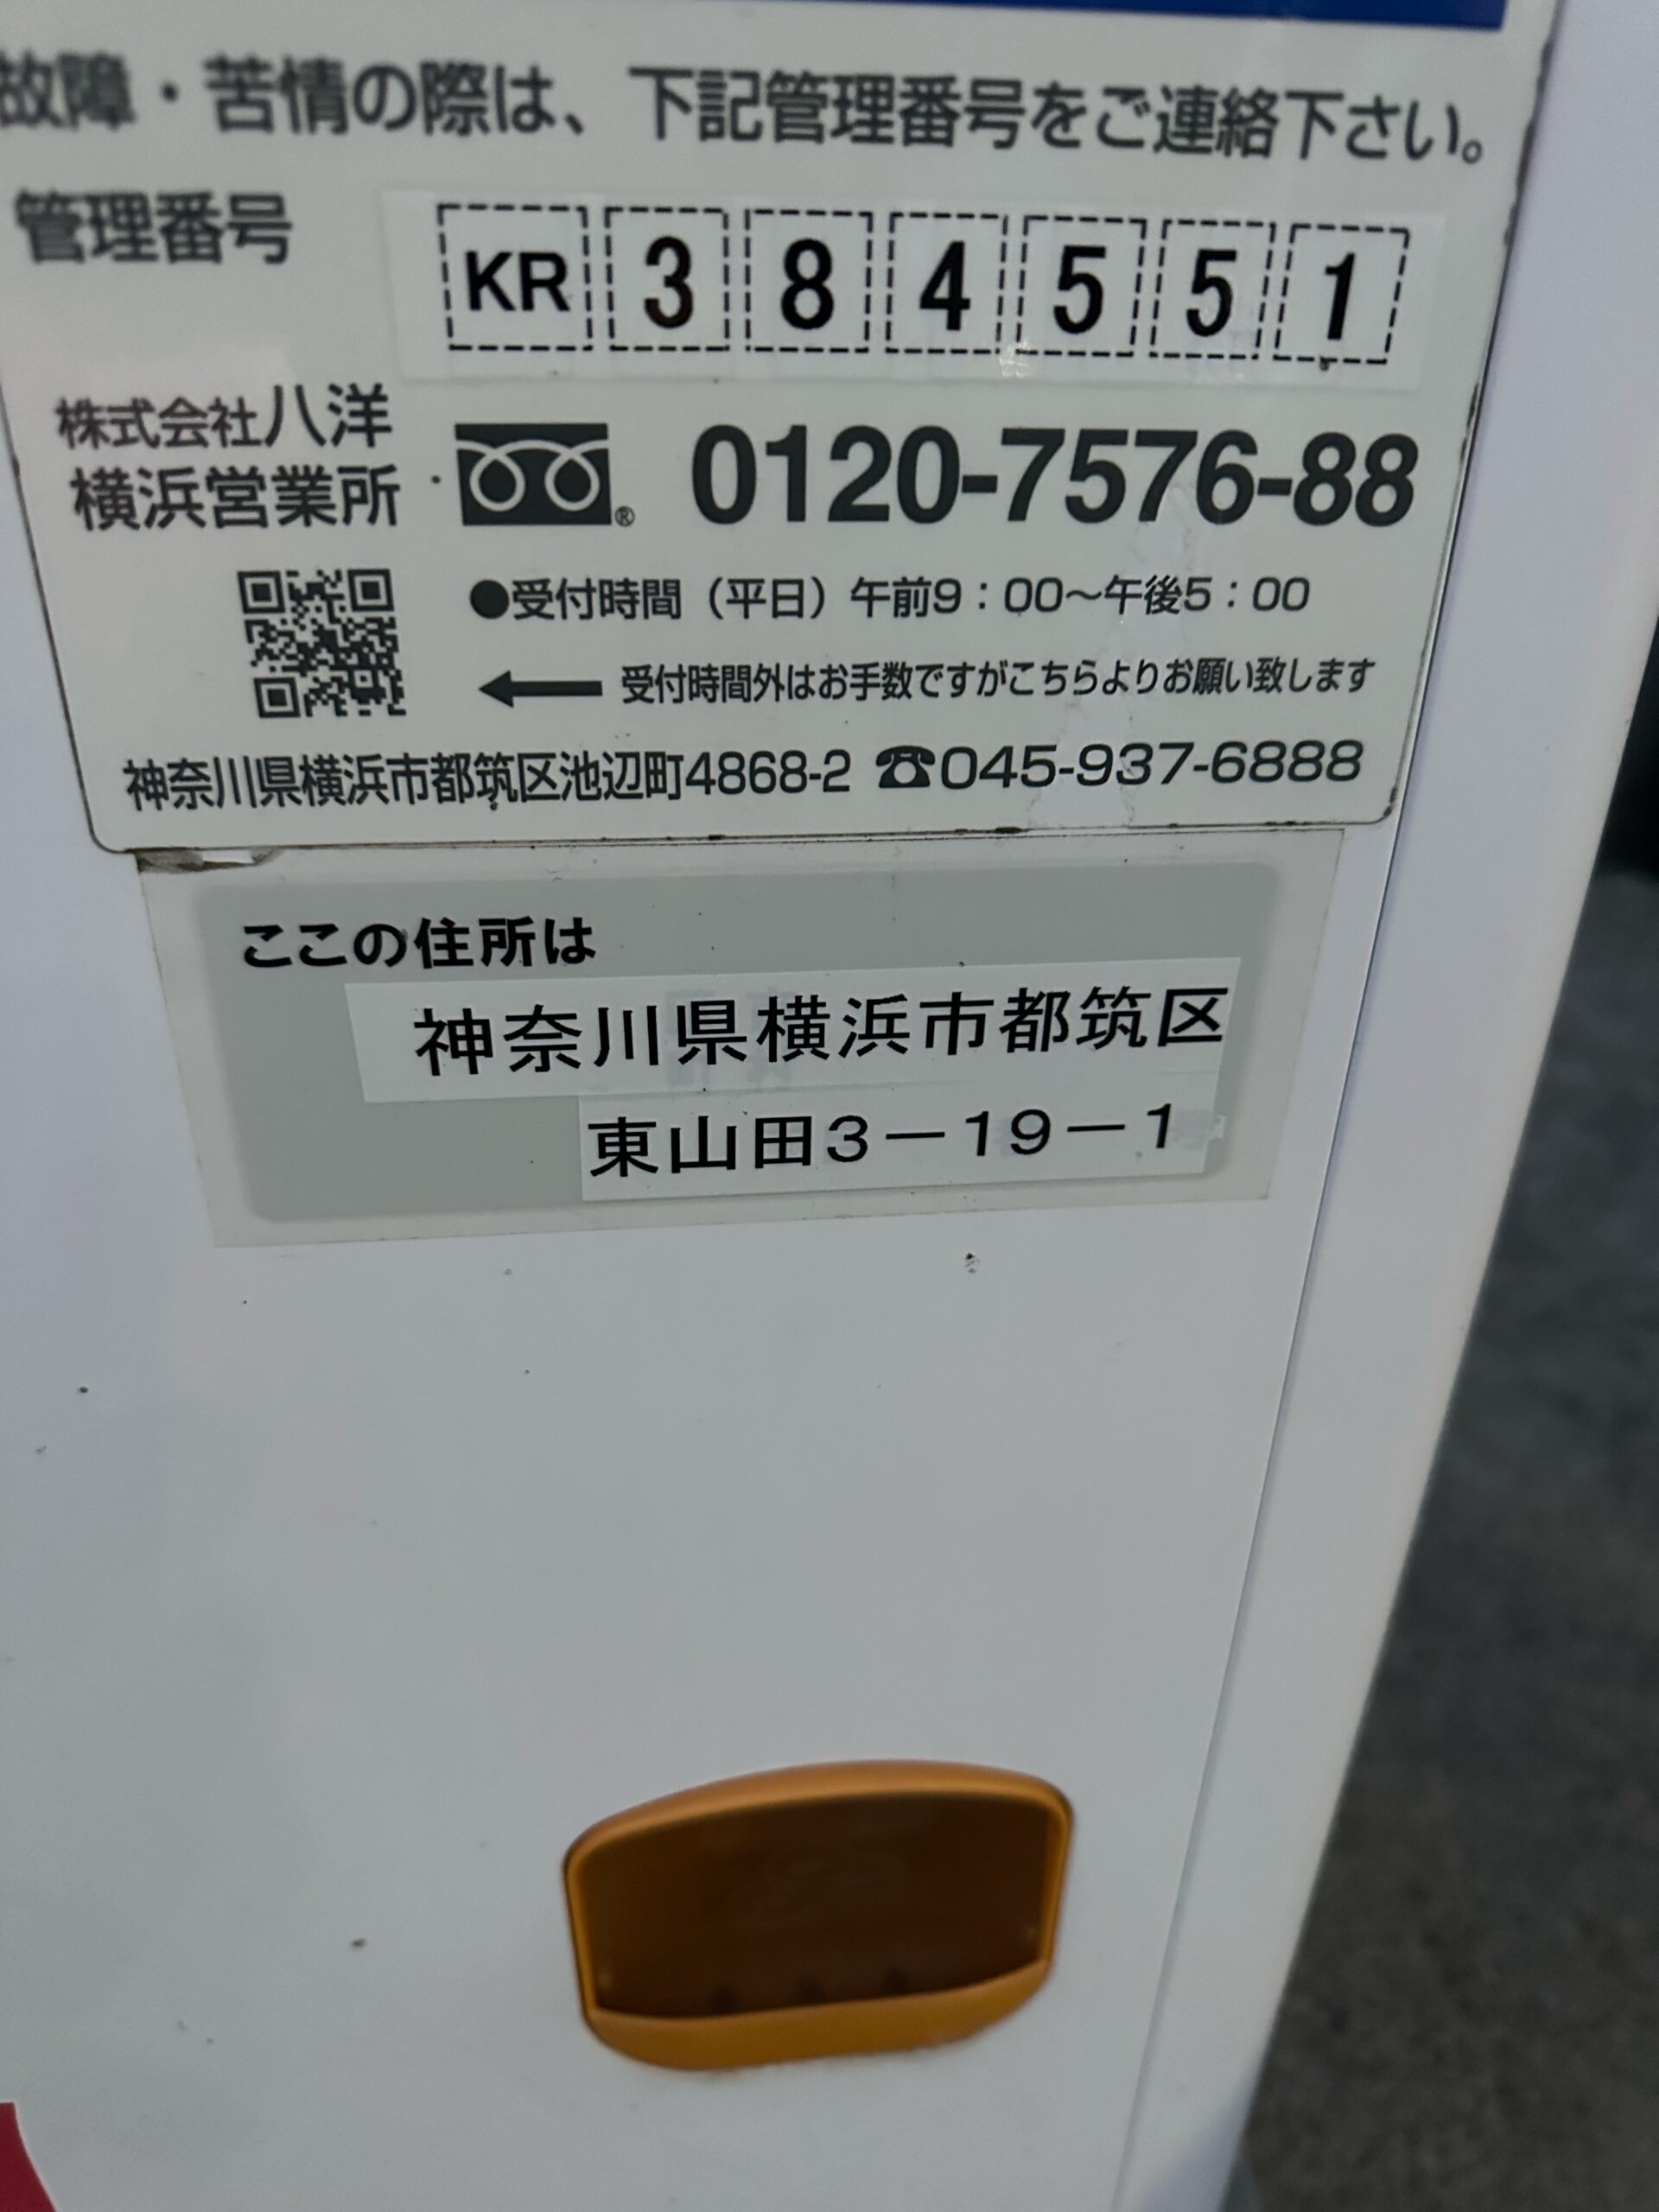 故障・苦情の際は、下記管理番号をご連絡下さい。
管理番号 KR 3 8 4 5 5 1
株式会社八洋
横浜営業所 0120-7576-88
●受付時間（平日）午前9：00～午後5：00
← 受付時間外はお手数ですがこちらよりお願い致します
神奈川県横浜市都筑区池辺町4868-2 ☎045-937-6888
ここの住所は
神奈川県横浜市都筑区
東山田3－19－1